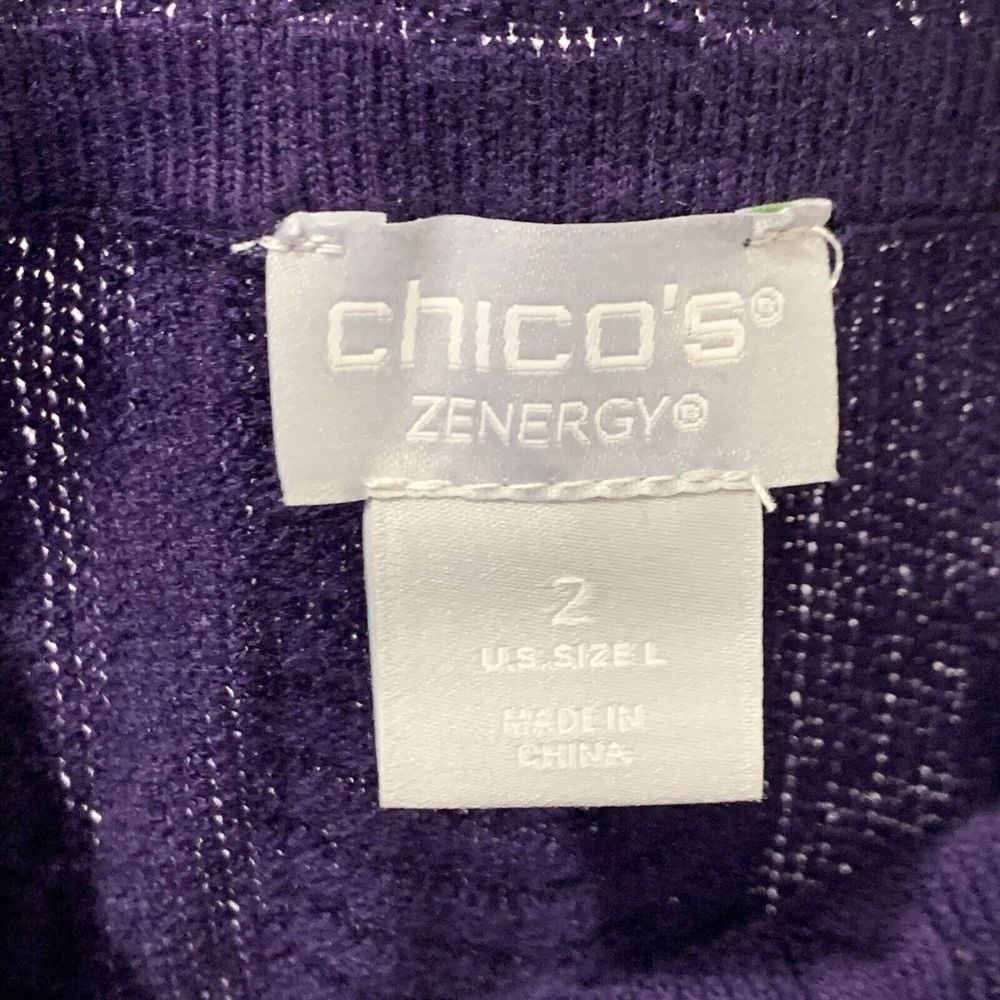 chico's®
ZENERGY®
2
U.S. SIZE L
MADE IN
CHINA